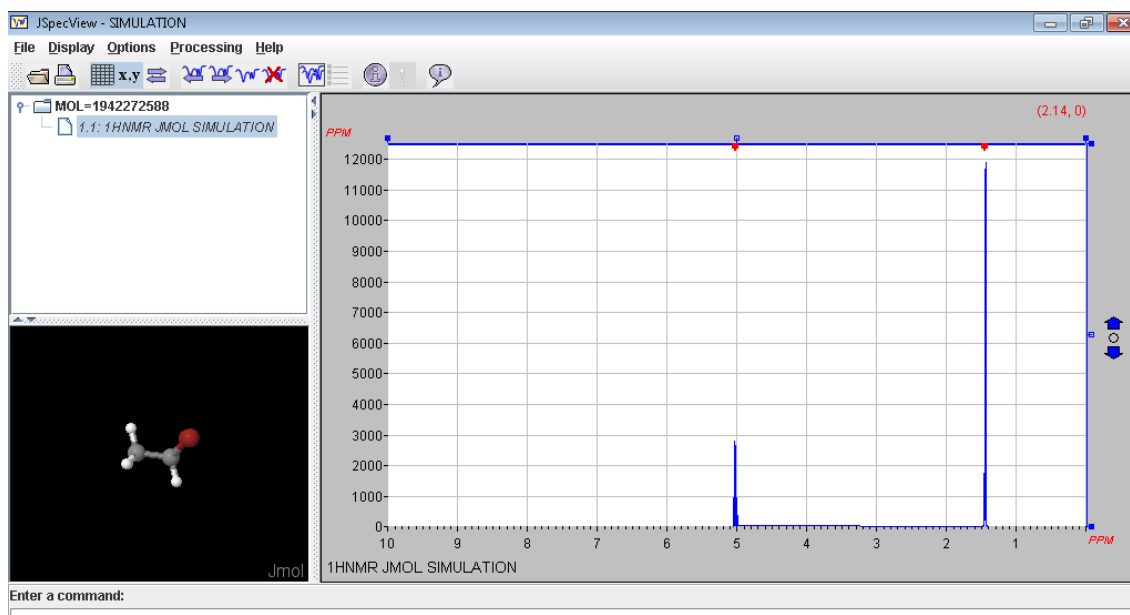 JSpecView - SIMULATION
File Display Options Processing Help
x,y
MOL=1942272588
1.1: 1HNMR JMOL SIMULATION
(2.14, 0)
PPM
12000
11000
10000
9000
8000
7000
6000
5000
4000
3000
2000
1000
0
10 9 8 7 6 5 4 3 2 1
PPM
1HNMR JMOL SIMULATION
Jmol
Enter a command: